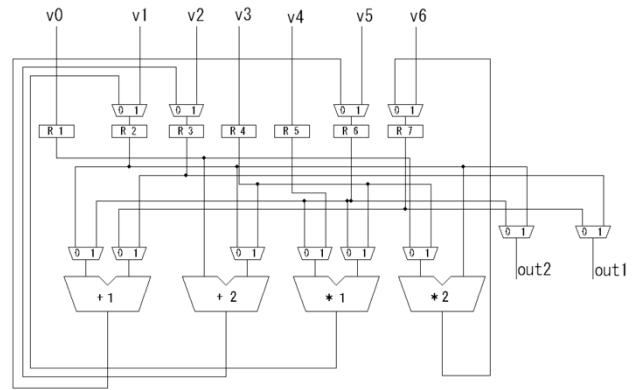 v0 v1 v2 v3 v4 v5 v6
0 1 0 1 0 1 0 1
R 1 R 2 R 3 R 4 R 5 R 6 R 7
0 1 0 1
0 1 0 1 0 1 0 1 0 1 0 1
out2 out1
+ 1 + 2 * 1 * 2